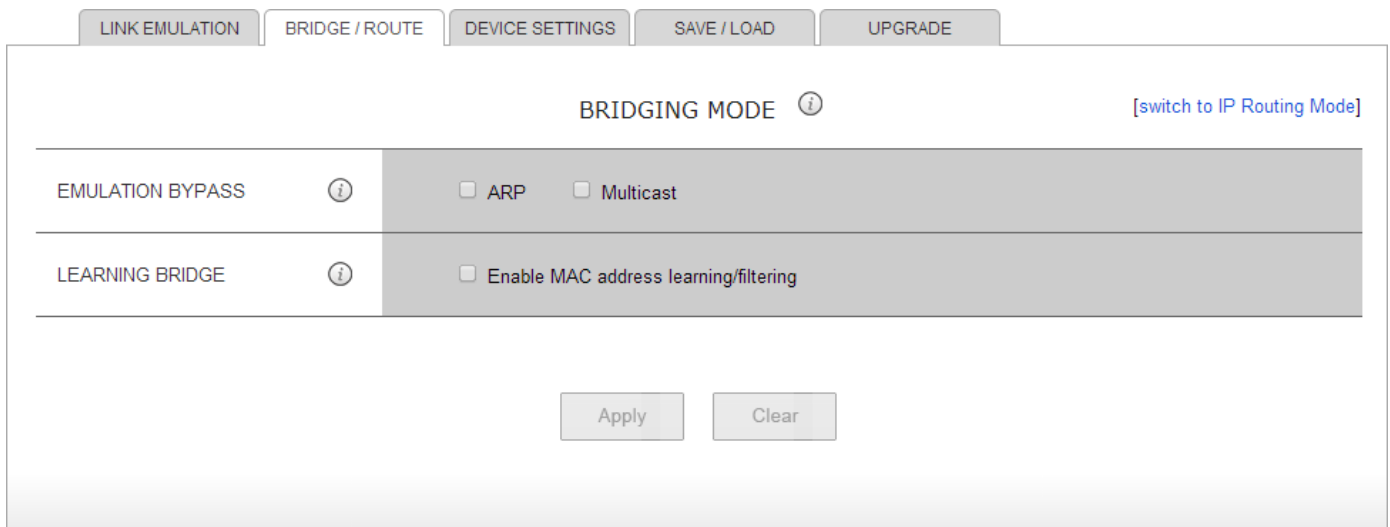 LINK EMULATION BRIDGE / ROUTE DEVICE SETTINGS SAVE / LOAD UPGRADE
BRIDGING MODE i [switch to IP Routing Mode]
EMULATION BYPASS i ARP Multicast
LEARNING BRIDGE i Enable MAC address learning/filtering
Apply Clear